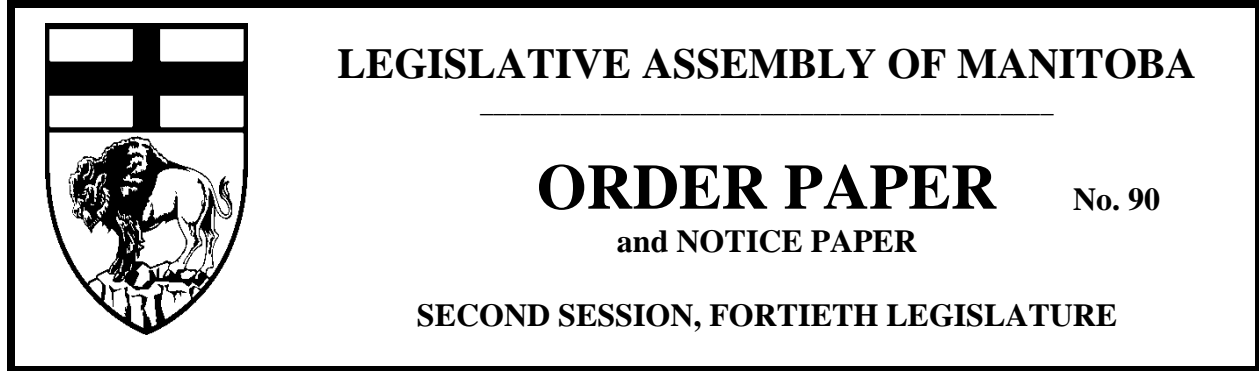 LEGISLATIVE ASSEMBLY OF MANITOBA
ORDER PAPER No. 90
and NOTICE PAPER
SECOND SESSION, FORTIETH LEGISLATURE